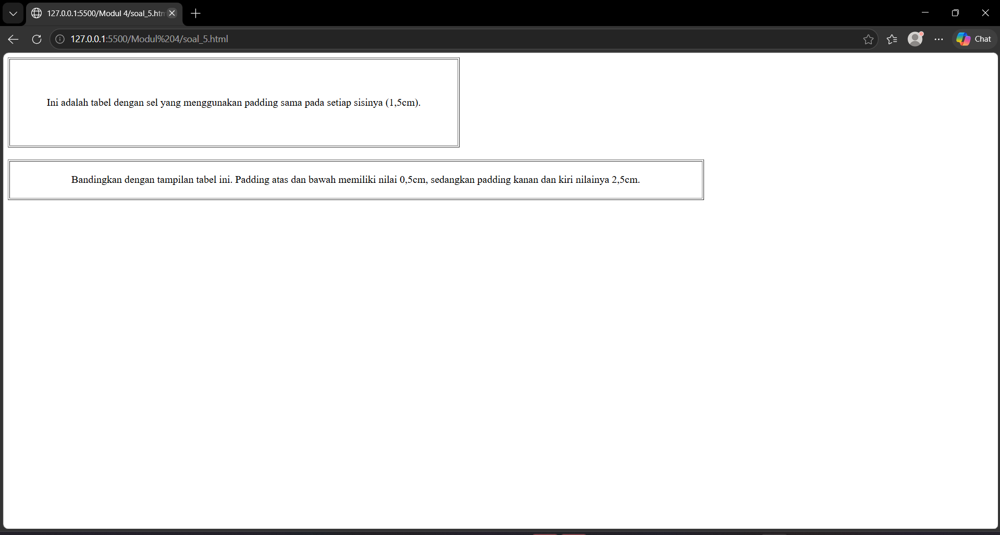 127.0.0.1:5500/Modul 4/soal_5.htm
127.0.0.1:5500/Modul%204/soal_5.html
Chat
Ini adalah tabel dengan sel yang menggunakan padding sama pada setiap sisinya (1,5cm).
Bandingkan dengan tampilan tabel ini. Padding atas dan bawah memiliki nilai 0,5cm, sedangkan padding kanan dan kiri nilainya 2,5cm.